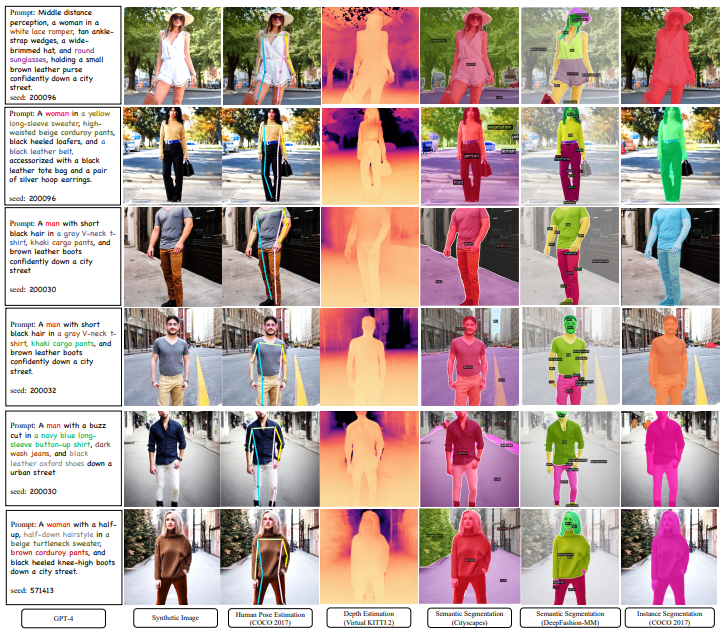 Prompt: Middle distance
perception, a woman in a
white lace romper, tan ankle-
strap wedges, a wide-
brimmed hat, and round
sunglasses, holding a small
brown leather purse
confidently down a city
street.
seed: 200096
Prompt: A woman in a yellow
long-sleeve sweater, high-
waisted beige corduroy pants,
black heeled loafers, and a
black leather belt,
accessorized with a black
leather tote bag and a pair
of silver hoop earrings.
seed: 200096
Prompt: A man with short
black hair in a gray V-neck t-
shirt, khaki cargo pants, and
brown leather boots
confidently down a city
street
seed: 200030
Prompt: A man with short
black hair in a gray V-neck t-
shirt, khaki cargo pants, and
brown leather boots
confidently down a city
street.
seed: 200032
Prompt: A man with a buzz
cut in a navy blue long-
sleeve button-up shirt, dark
wash jeans, and black
leather oxford shoes down a
urban street
seed: 200030
Prompt: A woman with a half-
up, half-down hairstyle in a
beige turtleneck sweater,
brown corduroy pants, and
black heeled knee-high boots
down a city street.
seed: 571413
vegetation
person
GPT-4
Synthetic Image
Human Pose Estimation
(COCO 2017)
Depth Estimation
(Virtual KITTI2)
Semantic Segmentation
(Cityscapes)
Semantic Segmentation
(DeepFashion-MM)
Instance Segmentation
(COCO 2017)